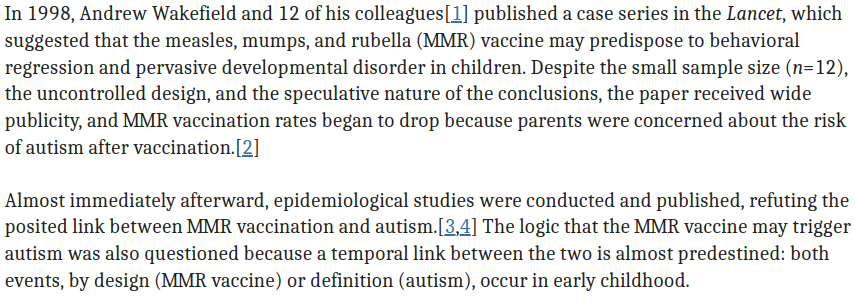 In 1998, Andrew Wakefield and 12 of his colleagues[1] published a case series in the Lancet, which
suggested that the measles, mumps, and rubella (MMR) vaccine may predispose to behavioral
regression and pervasive developmental disorder in children. Despite the small sample size (n=12),
the uncontrolled design, and the speculative nature of the conclusions, the paper received wide
publicity, and MMR vaccination rates began to drop because parents were concerned about the risk
of autism after vaccination.[2]
Almost immediately afterward, epidemiological studies were conducted and published, refuting the
posited link between MMR vaccination and autism.[3,4] The logic that the MMR vaccine may trigger
autism was also questioned because a temporal link between the two is almost predestined: both
events, by design (MMR vaccine) or definition (autism), occur in early childhood.